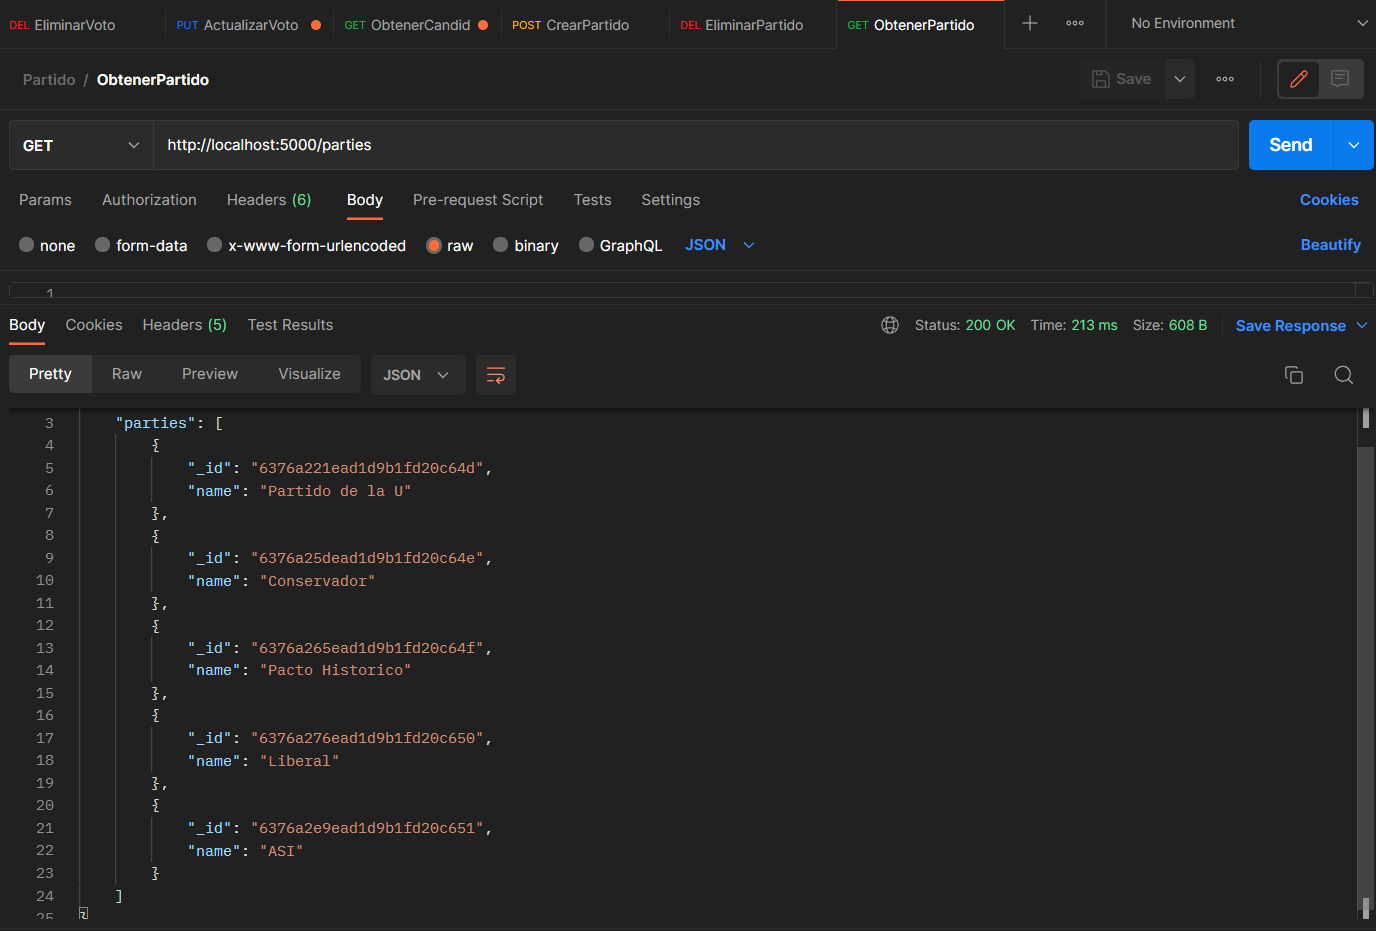 DEL EliminarVoto PUT ActualizarVoto GET ObtenerCandid POST CrearPartido DEL EliminarPartido GET ObtenerPartido No Environment
Partido / ObtenerPartido Save
GET http://localhost:5000/parties Send
Params Authorization Headers (6) Body Pre-request Script Tests Settings Cookies
none form-data x-www-form-urlencoded raw binary GraphQL JSON Beautify
1
Body Cookies Headers (5) Test Results Status: 200 OK Time: 213 ms Size: 608 B Save Response
Pretty Raw Preview Visualize JSON
3 "parties": [
4 {
5 "_id": "6376a221ead1d9b1fd20c64d",
6 "name": "Partido de la U"
7 },
8 {
9 "_id": "6376a25dead1d9b1fd20c64e",
10 "name": "Conservador"
11 },
12 {
13 "_id": "6376a265ead1d9b1fd20c64f",
14 "name": "Pacto Historico"
15 },
16 {
17 "_id": "6376a276ead1d9b1fd20c650",
18 "name": "Liberal"
19 },
20 {
21 "_id": "6376a2e9ead1d9b1fd20c651",
22 "name": "ASI"
23 }
24 ]
25 }